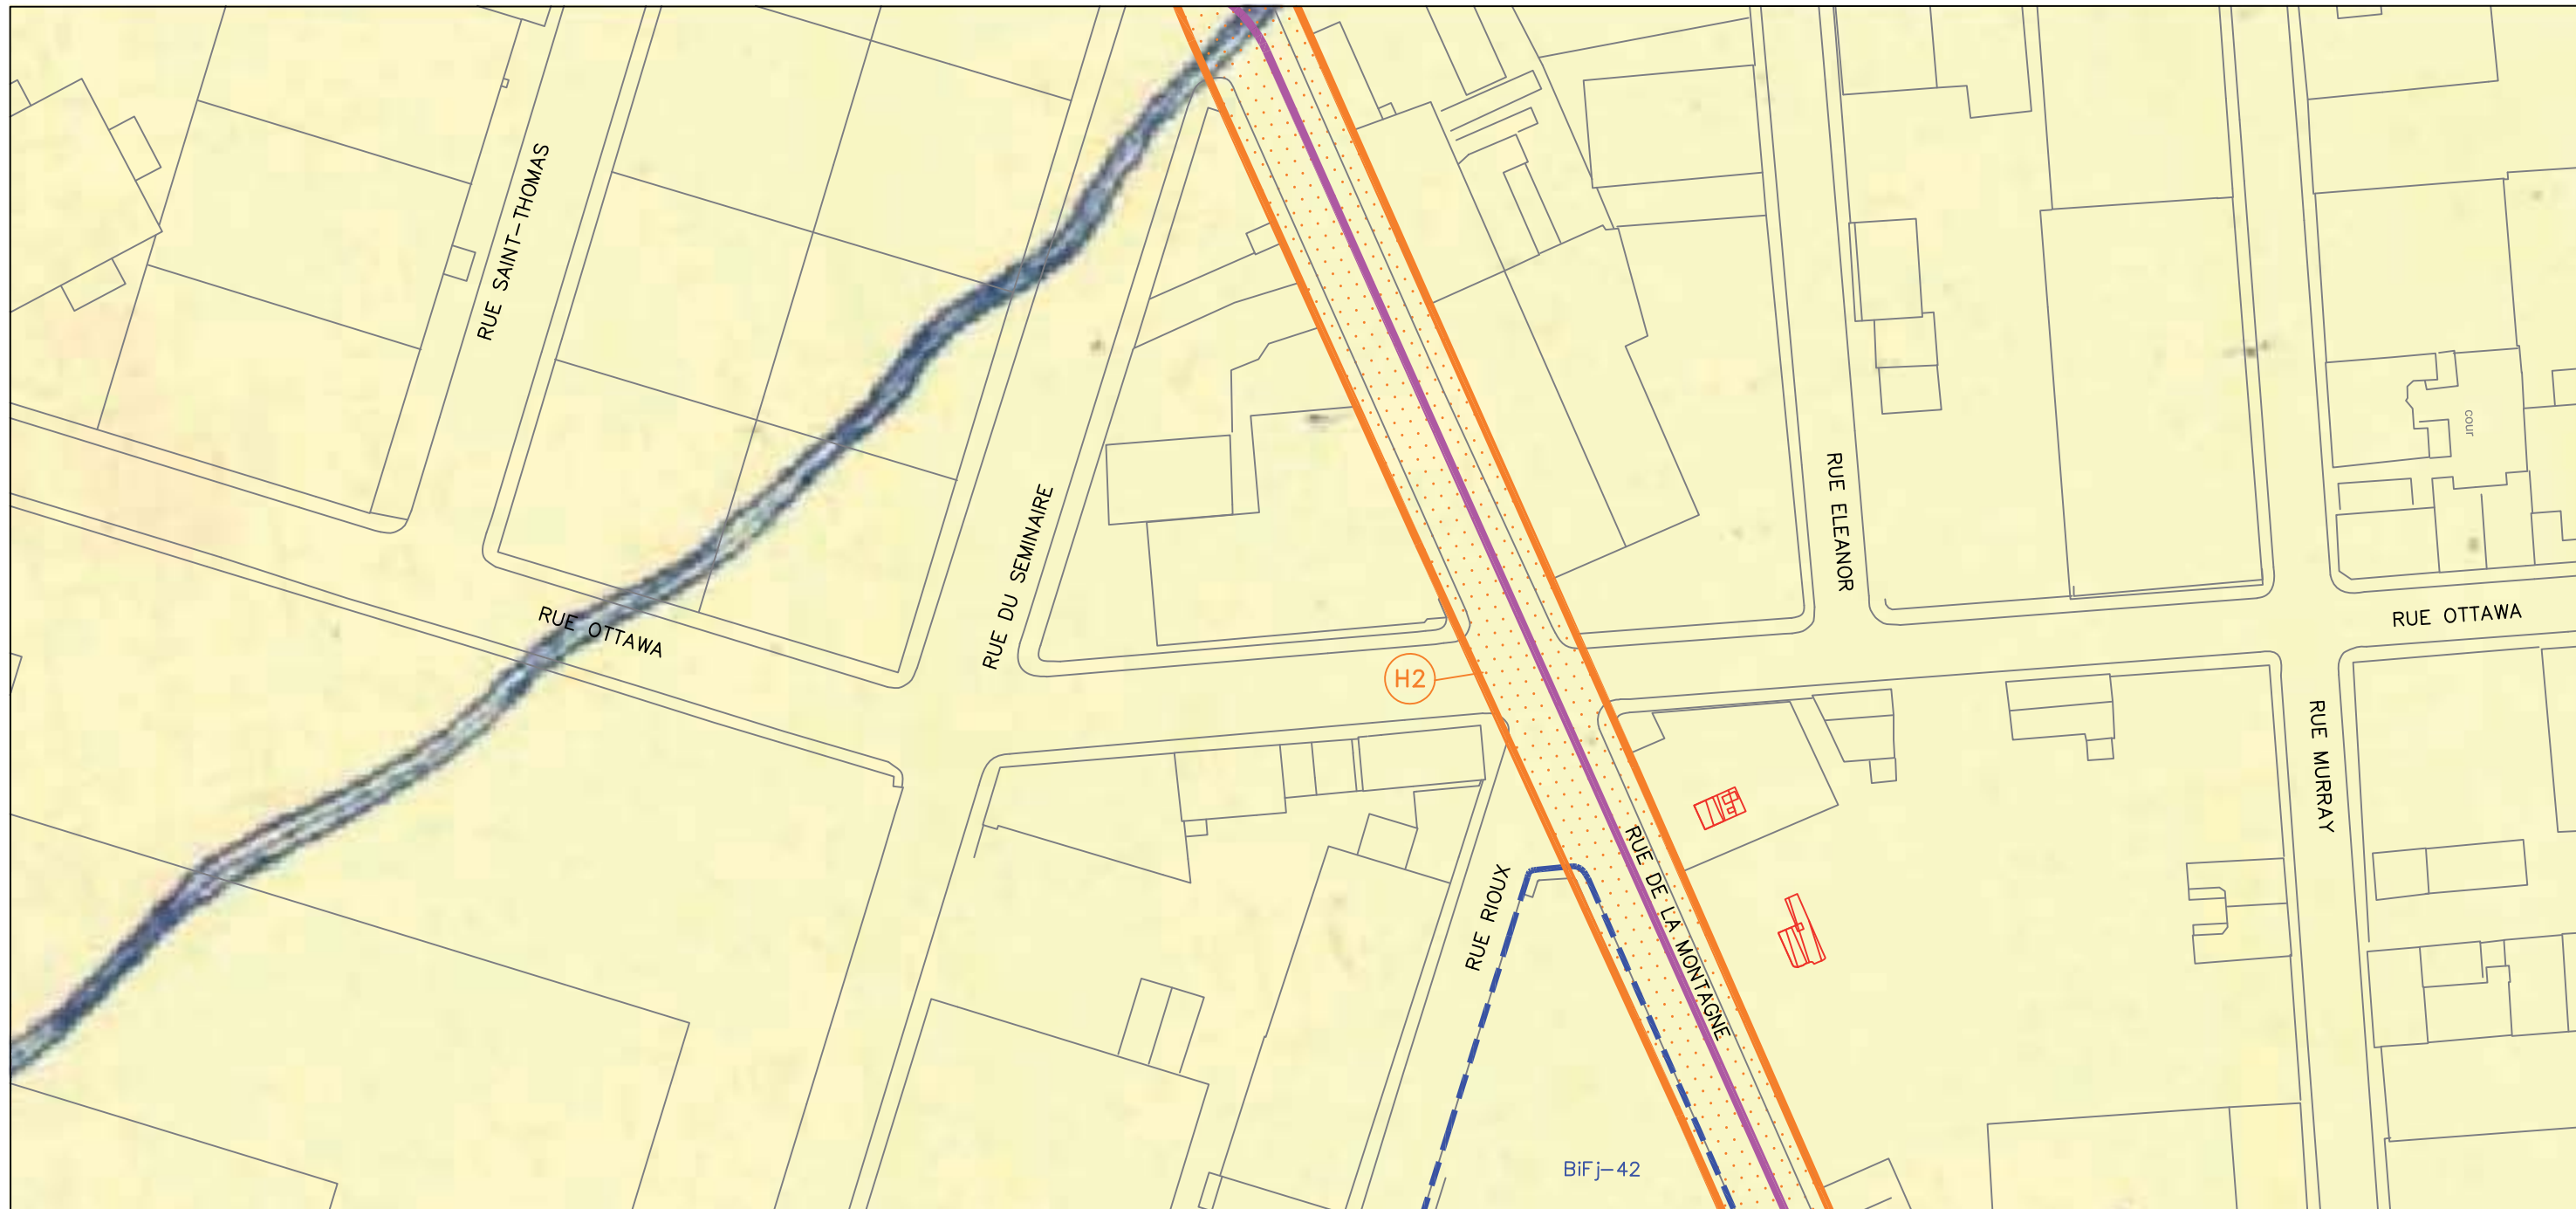 RUE SAINT-THOMAS
RUE OTTAWA
RUE DU SEMINAIRE
H2
RUE ELEANOR
cour
RUE OTTAWA
RUE MURRAY
RUE RIOUX
RUE DE LA MONTAGNE
BiFj-42